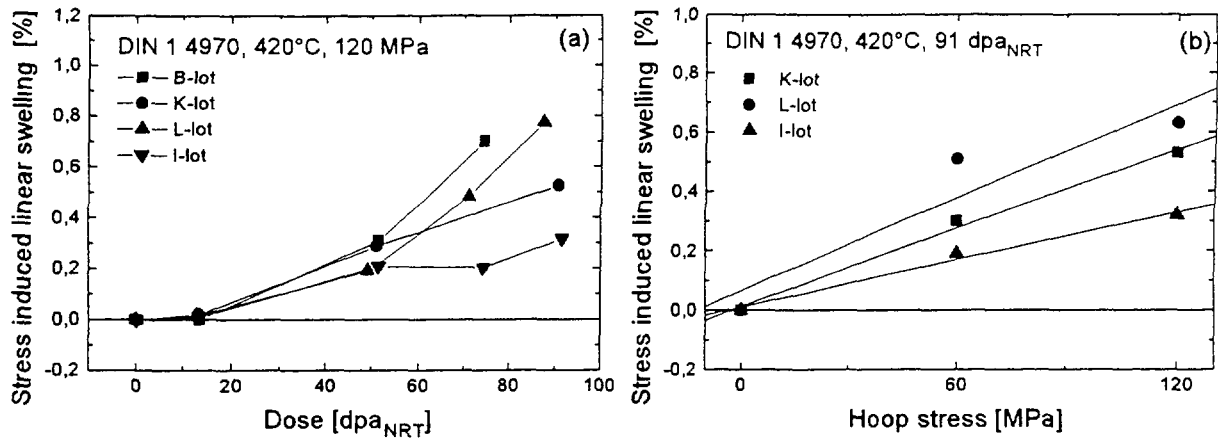 Stress induced linear swelling [%]
1,2
1,0
0,8
0,6
0,4
0,2
0,0
-0,2
DIN 1 4970, 420°C, 120 MPa
(a)
B-lot
K-lot
L-lot
I-lot
0
20
40
60
80
100
Dose [dpaNRT]
Stress induced linear swelling [%]
1,0
0,8
0,6
0,4
0,2
0,0
-0,2
DIN 1 4970, 420°C, 91 dpaNRT
(b)
K-lot
L-lot
I-lot
0
60
120
Hoop stress [MPa]